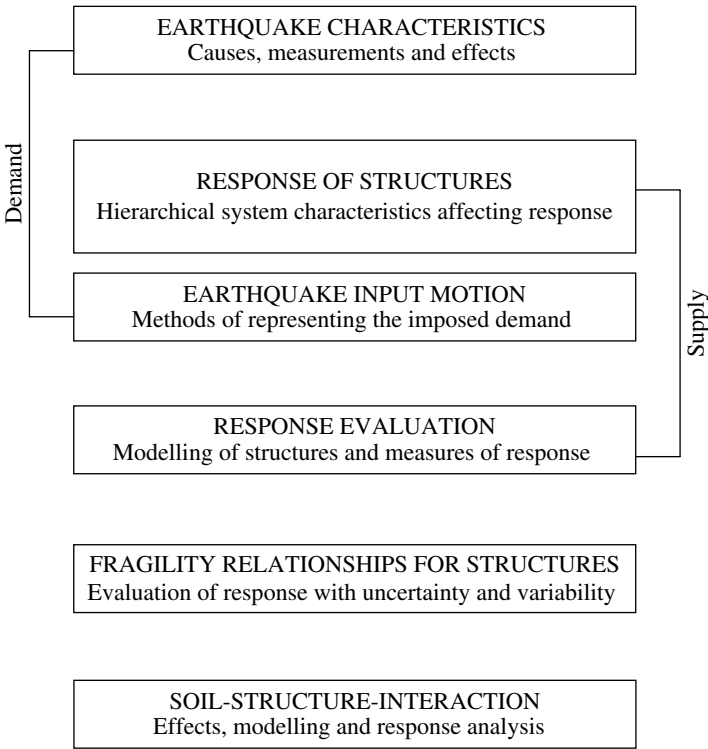 EARTHQUAKE CHARACTERISTICS
Causes, measurements and effects
Demand
RESPONSE OF STRUCTURES
Hierarchical system characteristics affecting response
EARTHQUAKE INPUT MOTION
Methods of representing the imposed demand
Supply
RESPONSE EVALUATION
Modelling of structures and measures of response
FRAGILITY RELATIONSHIPS FOR STRUCTURES
Evaluation of response with uncertainty and variability
SOIL-STRUCTURE-INTERACTION
Effects, modelling and response analysis